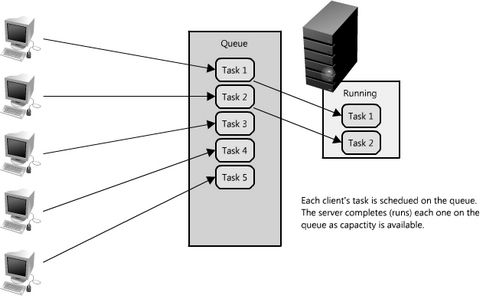 Queue
Task 1
Task 2
Task 3
Task 4
Task 5
Running
Task 1
Task 2
Each client's task is schedued on the queue.
The server completes (runs) each one on the
queue as capactity is available.